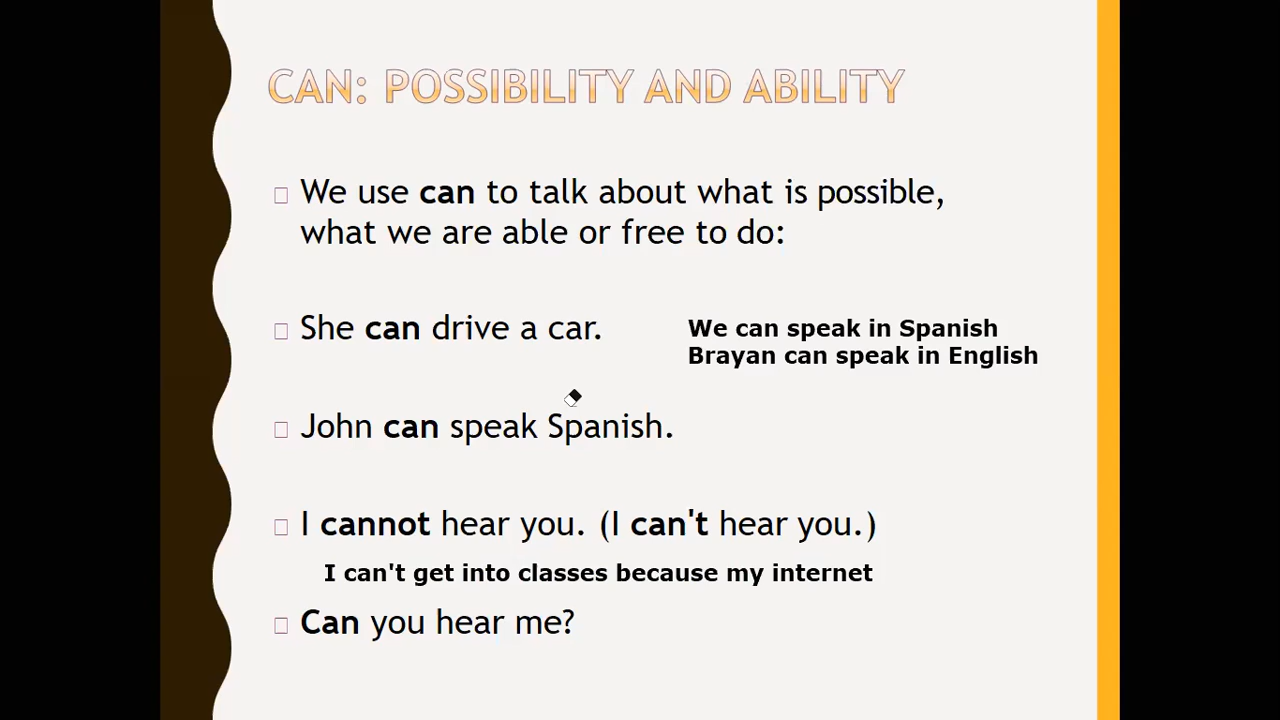 CAN: POSSIBILITY AND ABILITY
We use can to talk about what is possible,
what we are able or free to do:
She can drive a car.
We can speak in Spanish
Brayan can speak in English
John can speak Spanish.
I cannot hear you. (I can't hear you.)
I can't get into classes because my internet
Can you hear me?